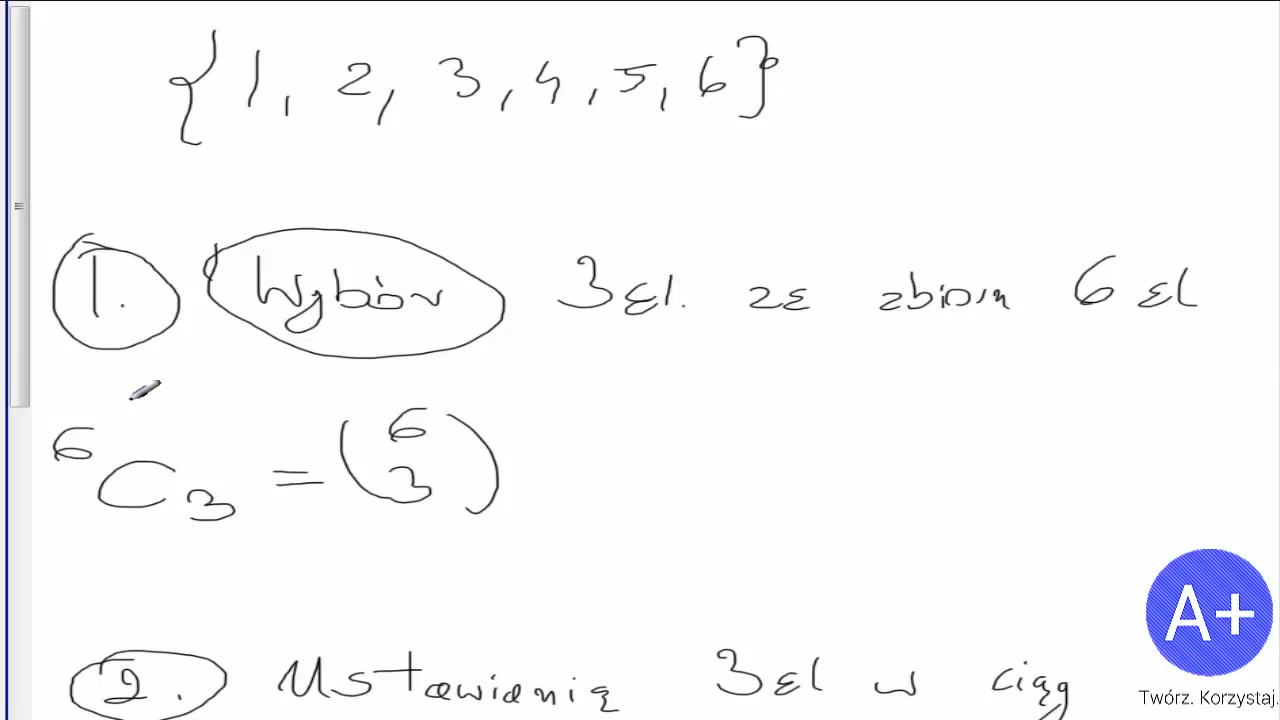 {1, 2, 3, 4, 5, 6}
1. Wybór 3 el. ze zbioru 6 el
⁶C₃ = (6 3)
2. Ustawienia 3 el w ciąg
A+
Twórz. Korzystaj.